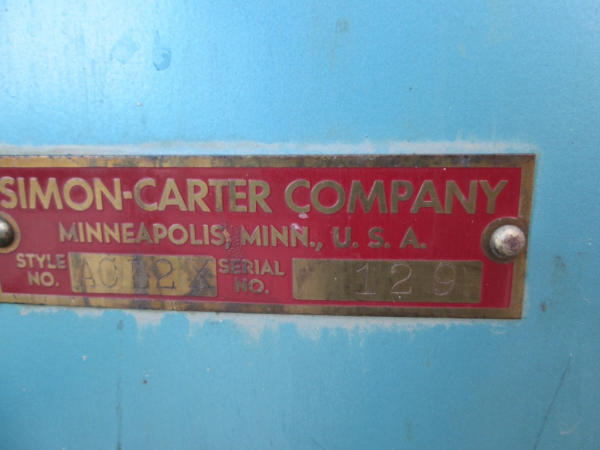 SIMON-CARTER COMPANY
MINNEAPOLIS, MINN., U. S. A.
STYLE NO. SERIAL NO. 129